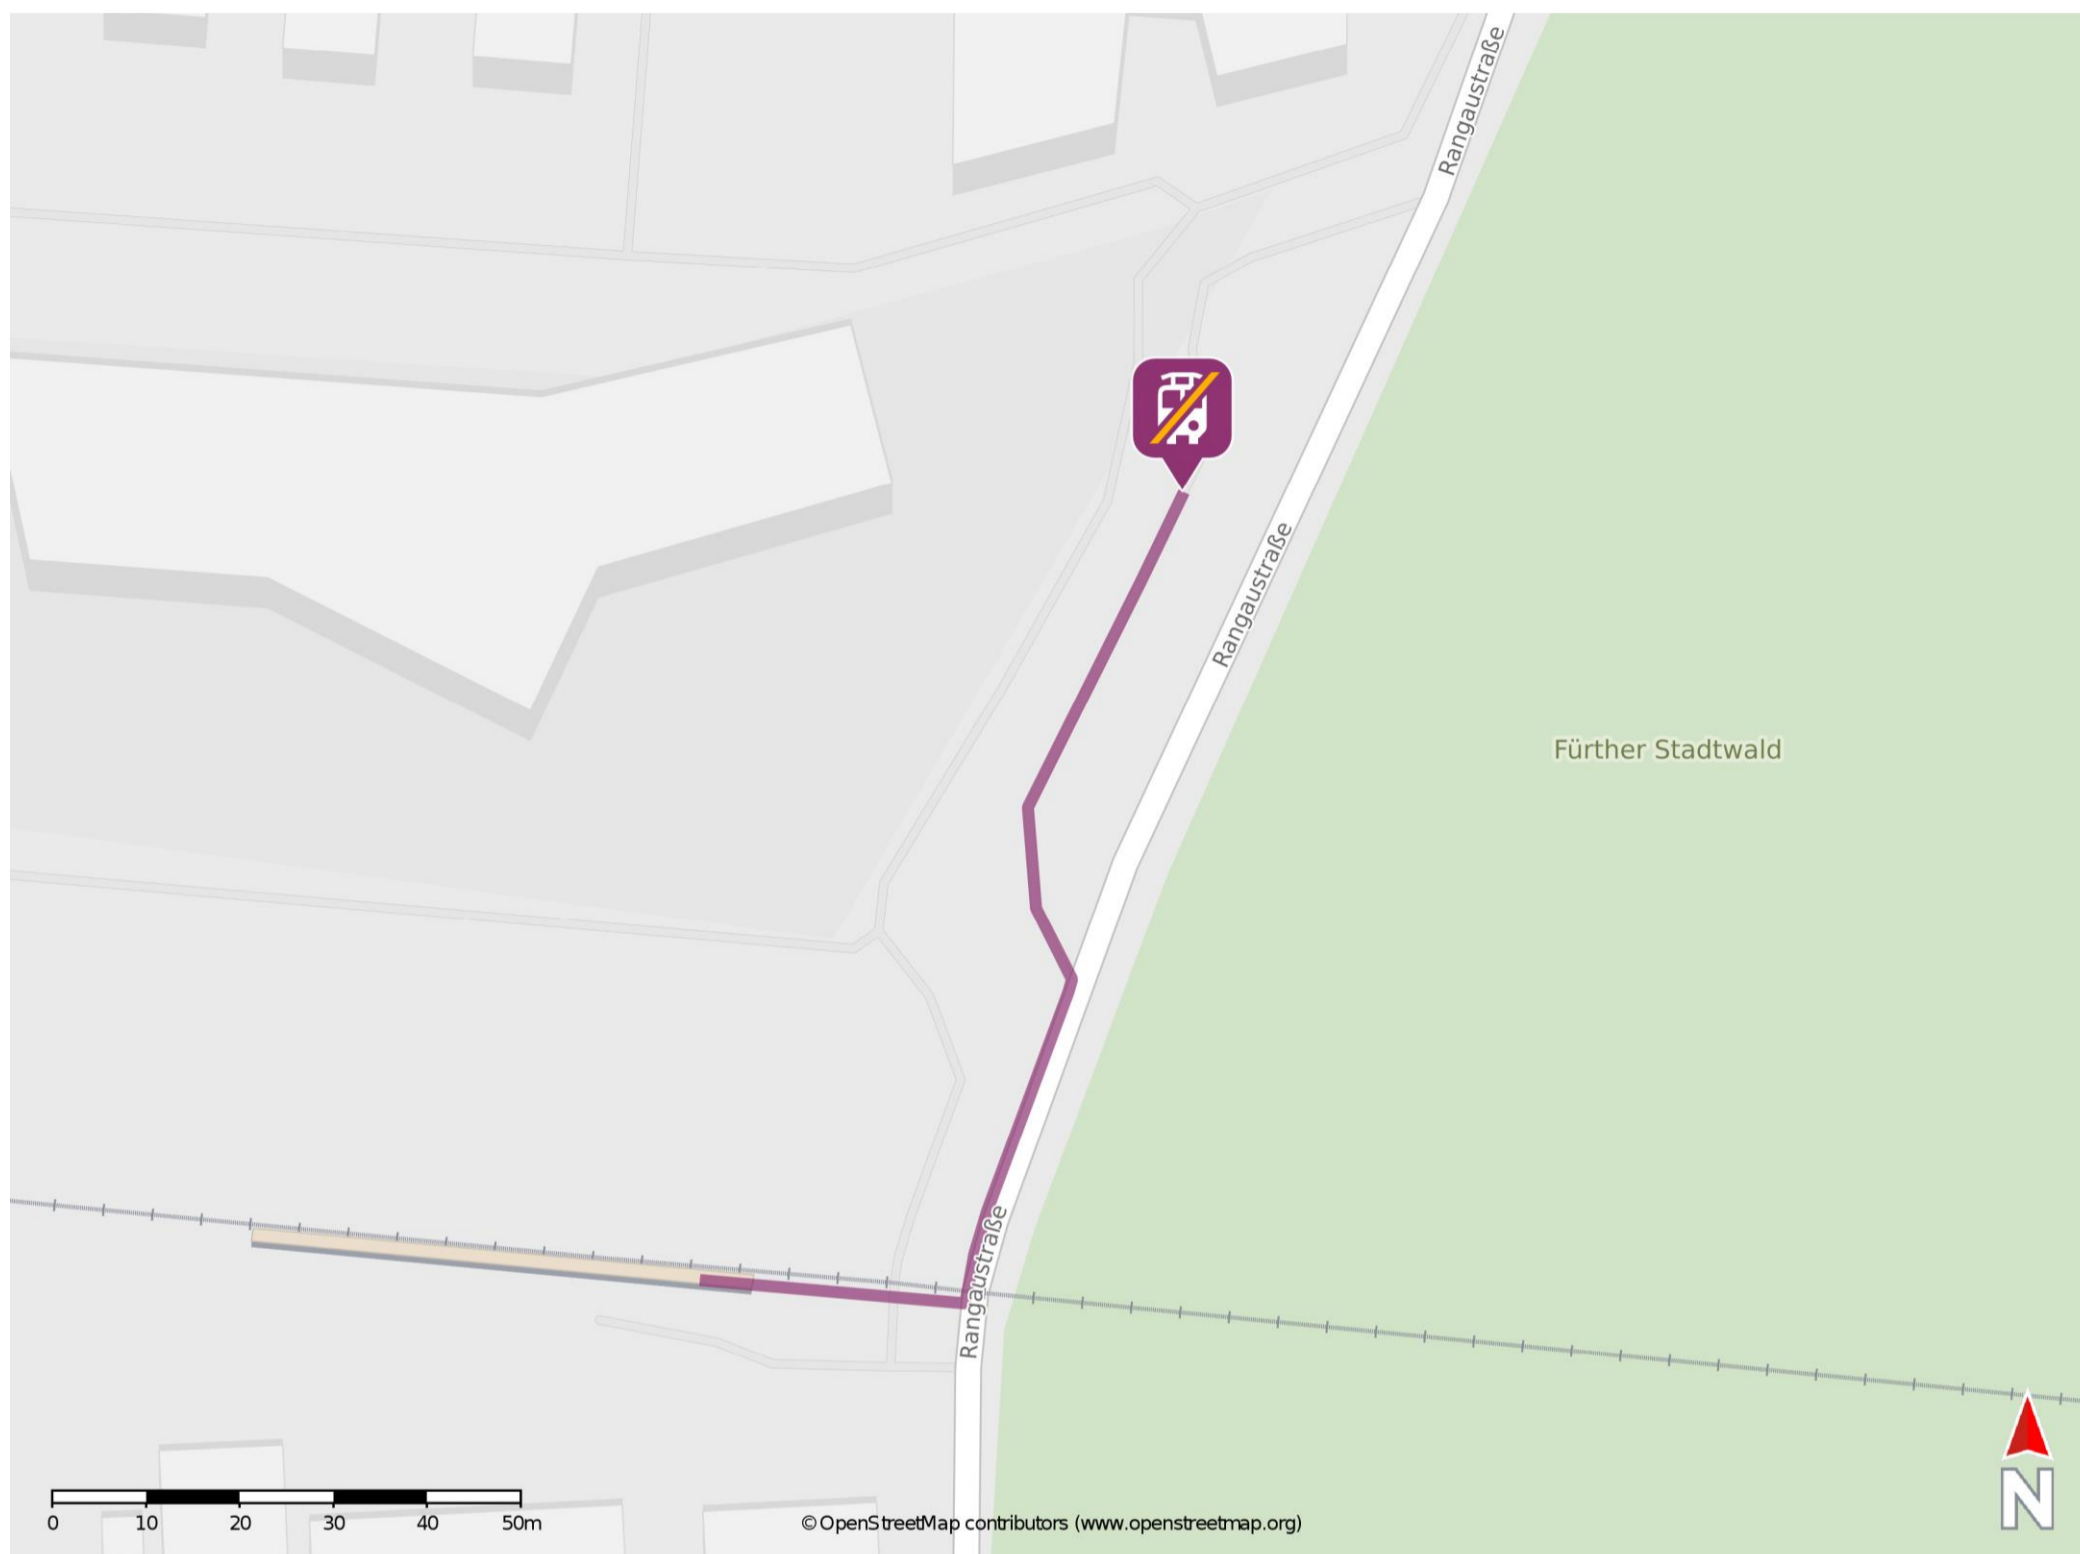 Rangaustraße
Rangaustraße
Fürther Stadtwald
Rangaustraße
0 10 20 30 40 50m
©OpenStreetMap contributors (www.openstreetmap.org)
N